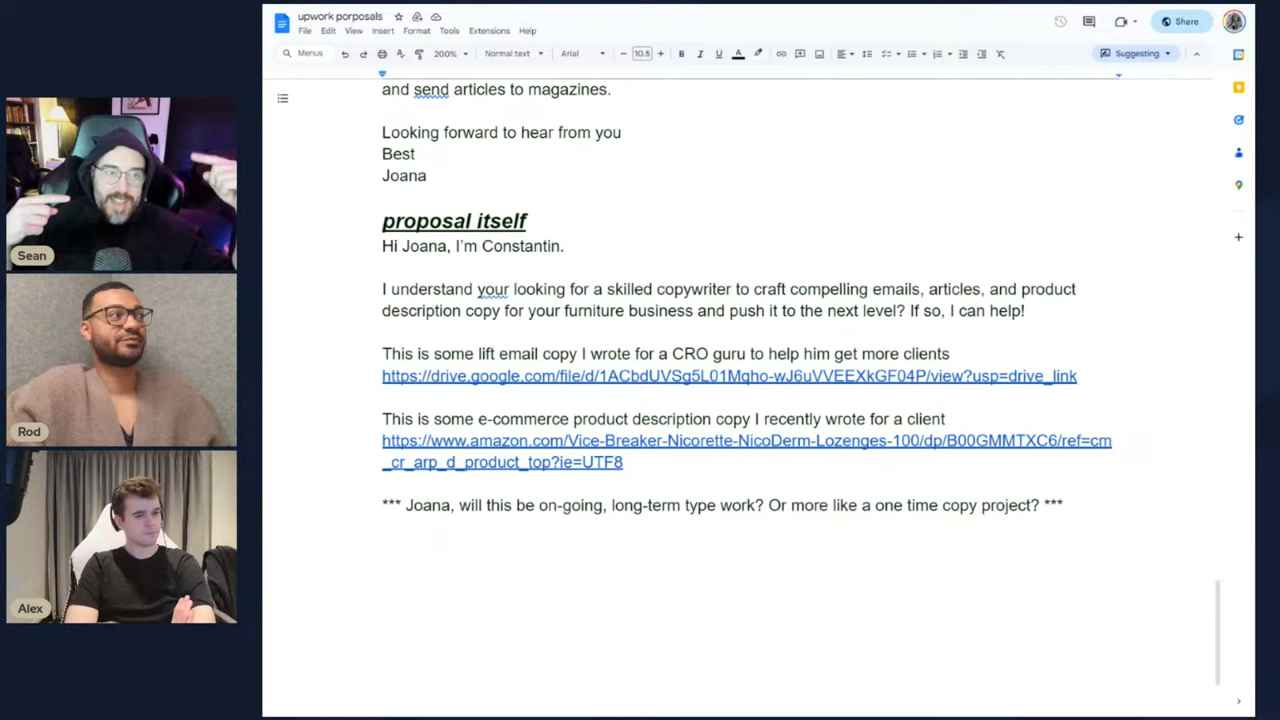 upwork porposals
File Edit View Insert Format Tools Extensions Help
Share
Menus
200%
Normal text
Arial
10.5
Suggesting
and send articles to magazines.
Looking forward to hear from you
Best
Joana
proposal itself
Hi Joana, I'm Constantin.
I understand your looking for a skilled copywriter to craft compelling emails, articles, and product
description copy for your furniture business and push it to the next level? If so, I can help!
This is some lift email copy I wrote for a CRO guru to help him get more clients
https://drive.google.com/file/d/1ACbdUVSg5L01Mqho-wJ6uVVEEXkGF04P/view?usp=drive_link
This is some e-commerce product description copy I recently wrote for a client
https://www.amazon.com/Vice-Breaker-Nicorette-NicoDerm-Lozenges-100/dp/B00GMMTXC6/ref=cm
_cr_arp_d_product_top?ie=UTF8
*** Joana, will this be on-going, long-term type work? Or more like a one time copy project? ***
Sean
Rod
Alex